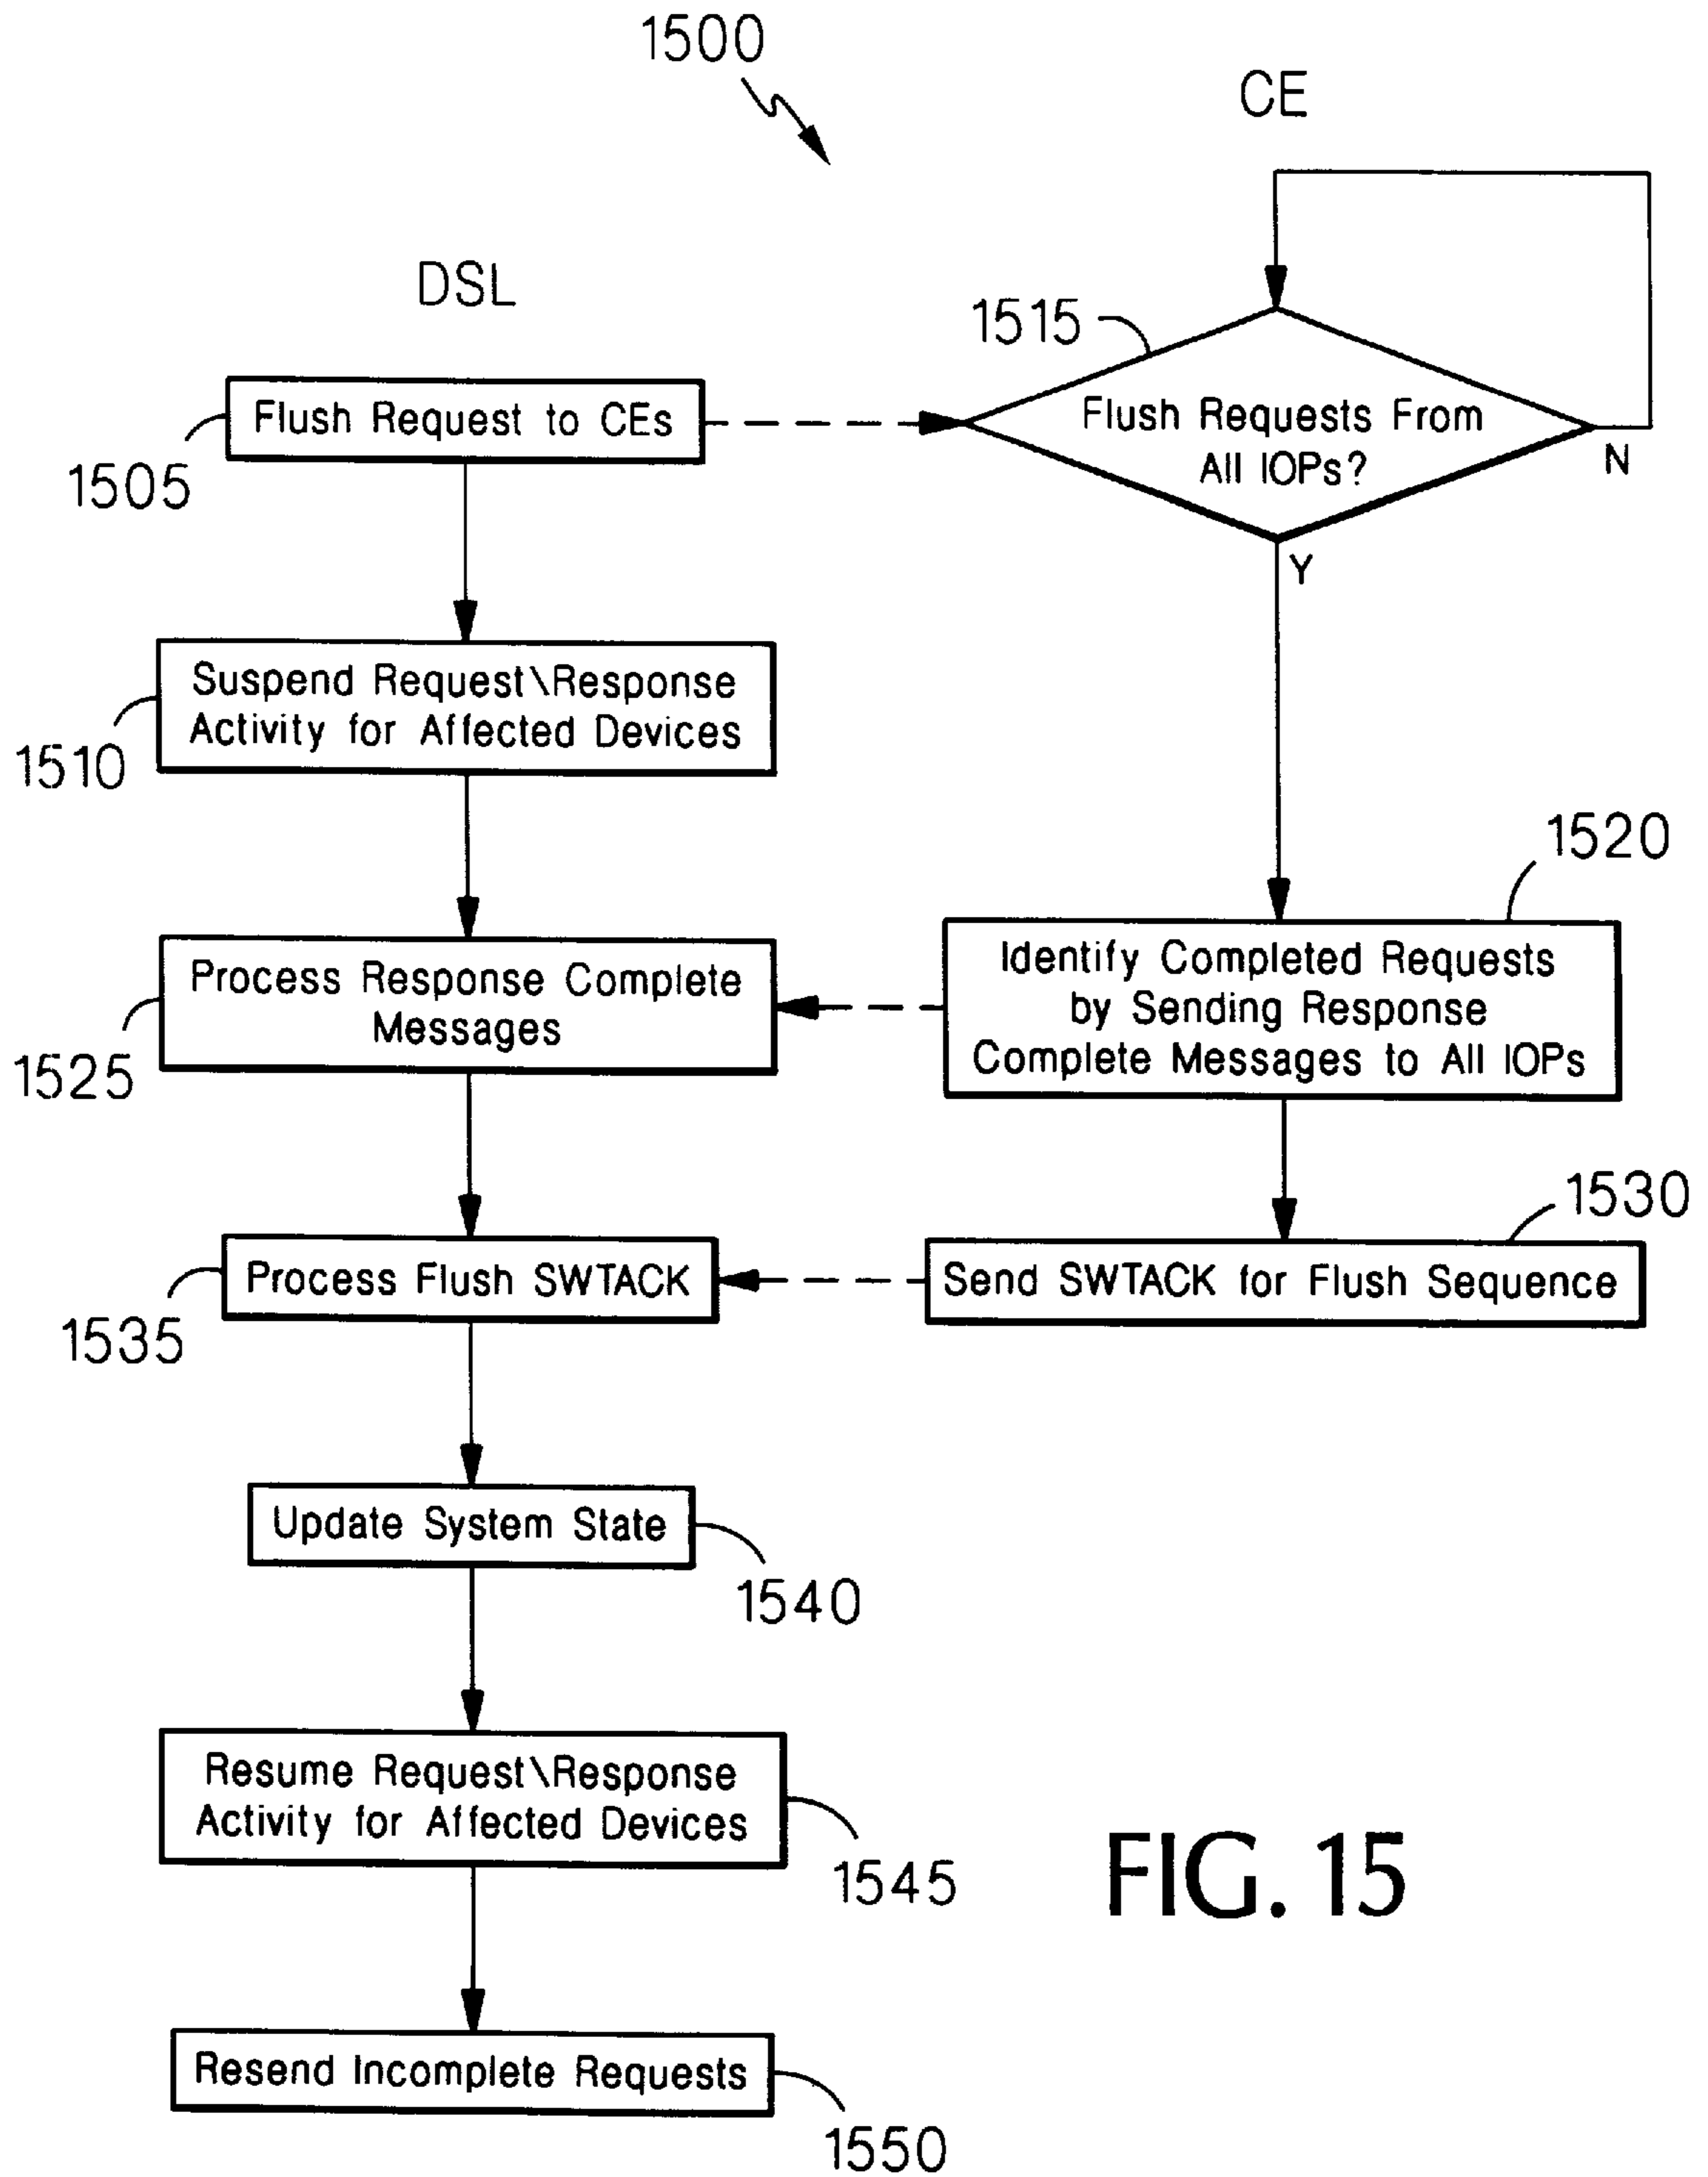 1500
CE
DSL
1515
Flush Request to CEs
Flush Requests From
All IOPs?
N
1505
Y
Suspend Request\Response
Activity for Affected Devices
1510
1520
Process Response Complete
Messages
1525
Identify Completed Requests
by Sending Response
Complete Messages to All IOPs
1530
Process Flush SWTACK
Send SWTACK for Flush Sequence
1535
Update System State
1540
Resume Request\Response
Activity for Affected Devices
1545
FIG. 15
Resend Incomplete Requests
1550